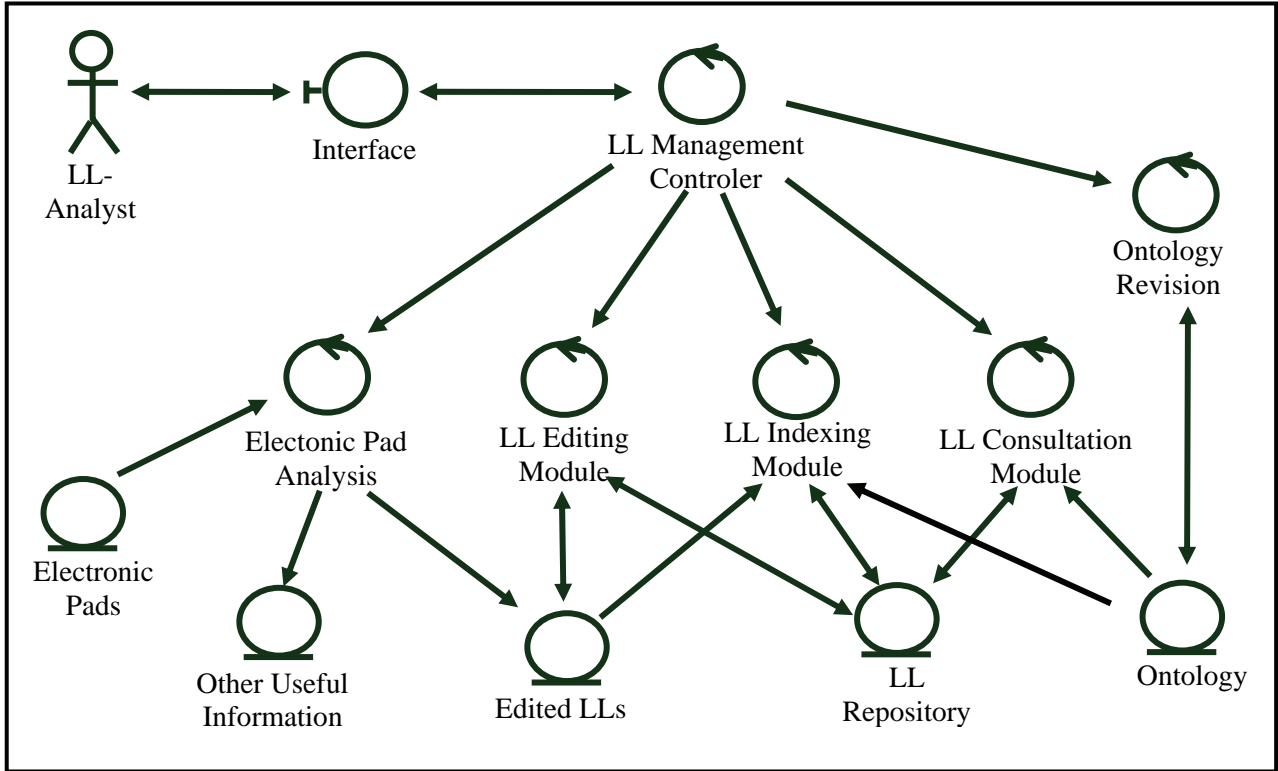 LL-
Analyst
Interface
LL Management
Controler
Ontology
Revision
Electonic Pad
Analysis
LL Editing
Module
LL Indexing
Module
LL Consultation
Module
Electronic
Pads
Other Useful
Information
Edited LLs
LL
Repository
Ontology